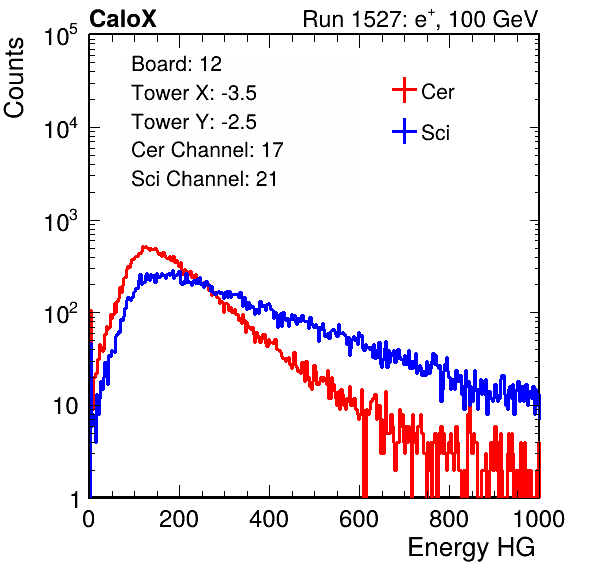 CaloX Run 1527: e⁺, 100 GeV
Counts
10⁵
10⁴
10³
10²
10
1
Board: 12
Tower X: -3.5
Tower Y: -2.5
Cer Channel: 17
Sci Channel: 21
Cer
Sci
0 200 400 600 800 1000
Energy HG